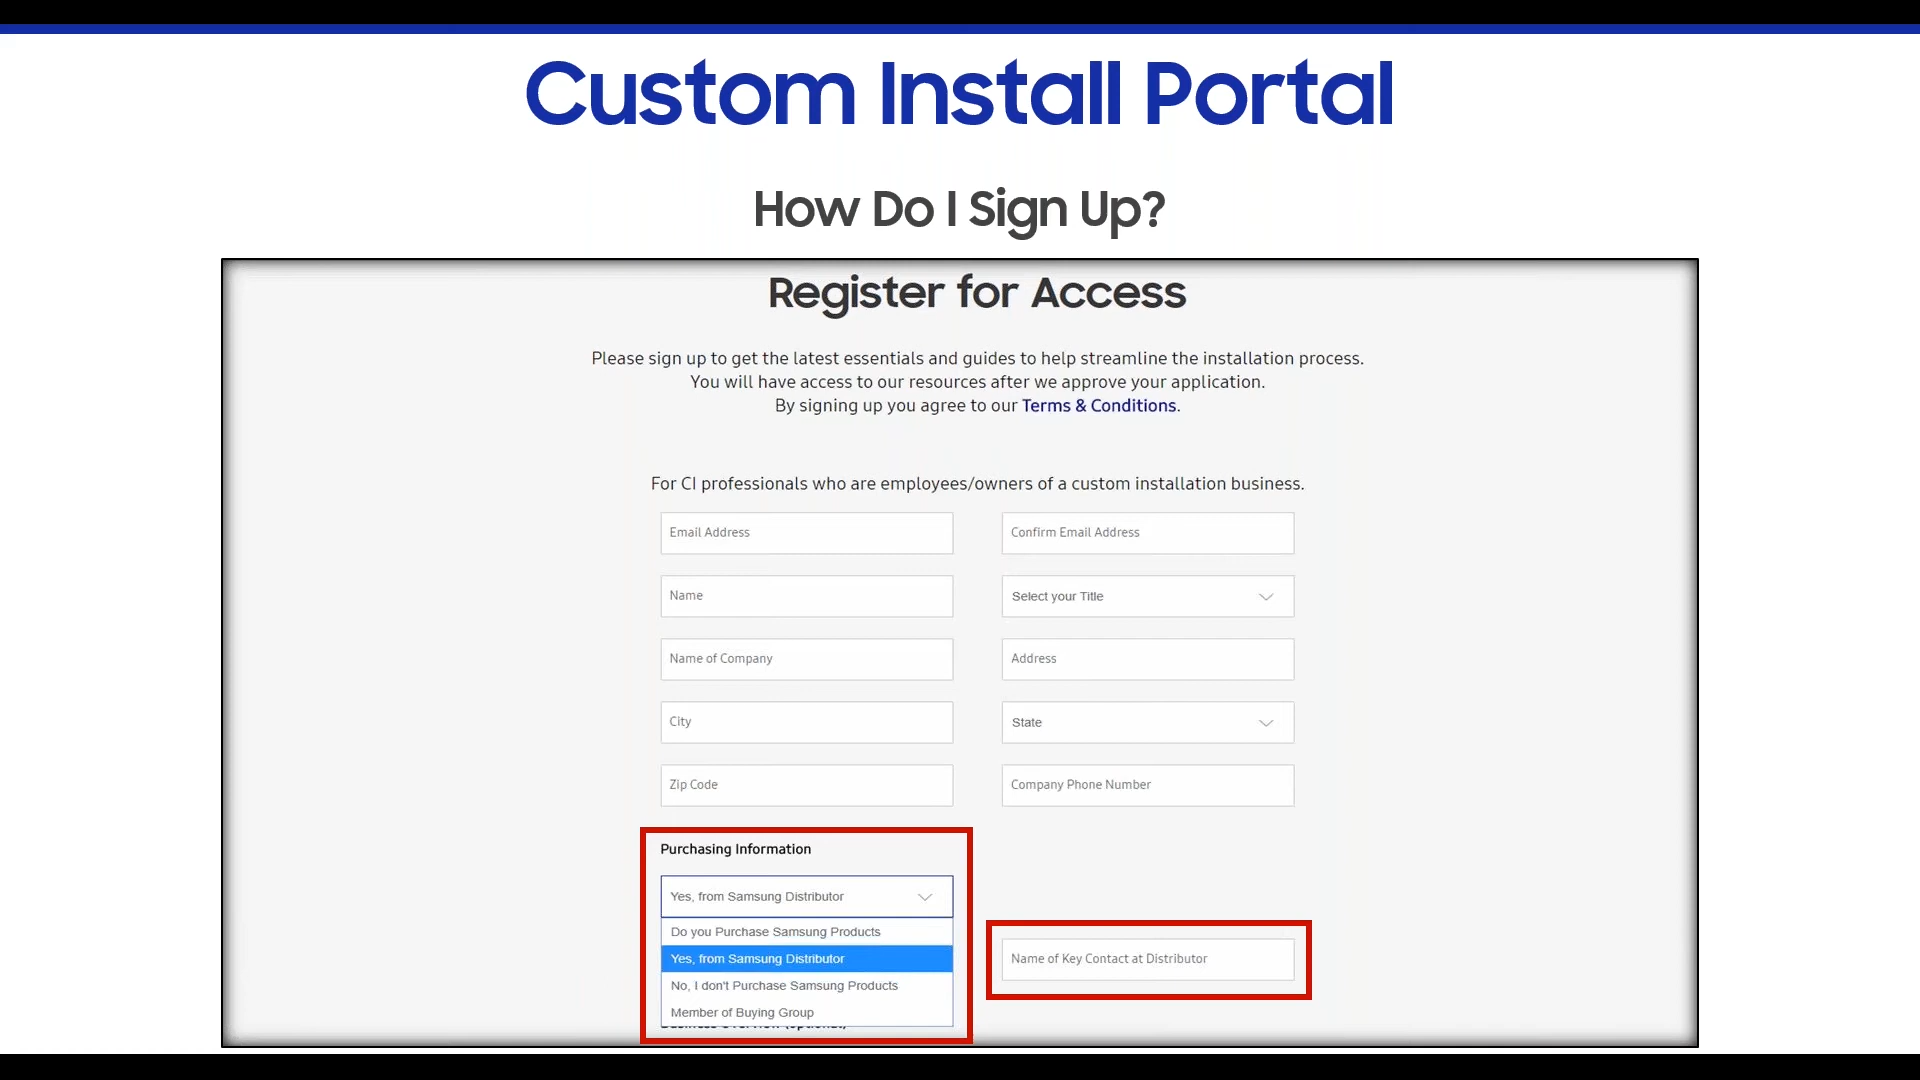 Custom Install Portal
How Do I Sign Up?
Register for Access
Please sign up to get the latest essentials and guides to help streamline the installation process.
You will have access to our resources after we approve your application.
By signing up you agree to our Terms & Conditions.
For CI professionals who are employees/owners of a custom installation business.
Email Address
Confirm Email Address
Name
Select your Title
Name of Company
Address
City
State
Zip Code
Company Phone Number
Purchasing Information
Yes, from Samsung Distributor
Do you Purchase Samsung Products
Yes, from Samsung Distributor
Name of Key Contact at Distributor
No, I don't Purchase Samsung Products
Member of Buying Group